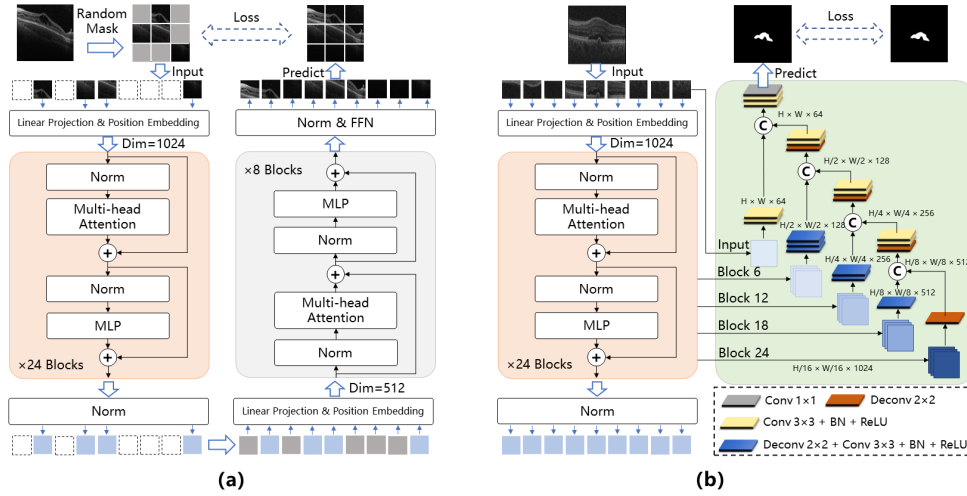 Random
Mask
Loss
Input
Predict
Linear Projection & Position Embedding
Norm & FFN
Dim=1024
Norm
Multi-head
Attention
+
Norm
MLP
+
×24 Blocks
Norm
×8 Blocks
+
MLP
Norm
+
Multi-head
Attention
Norm
Dim=512
Linear Projection & Position Embedding
(a)
Input
Linear Projection & Position Embedding
Dim=1024
Norm
Multi-head
Attention
+
Norm
MLP
+
×24 Blocks
Norm
Loss
Predict
C
H × W × 64
C
H/2 × W/2 × 128
C
H/4 × W/4 × 256
C
H/8 × W/8 × 512
H × W × 64
H/2 × W/2 × 128
H/4 × W/4 × 256
H/8 × W/8 × 512
Input
Block 6
Block 12
Block 18
Block 24
H/16 × W/16 × 1024
Conv 1×1
Deconv 2×2
Conv 3×3 + BN + ReLU
Deconv 2×2 + Conv 3×3 + BN + ReLU
(b)